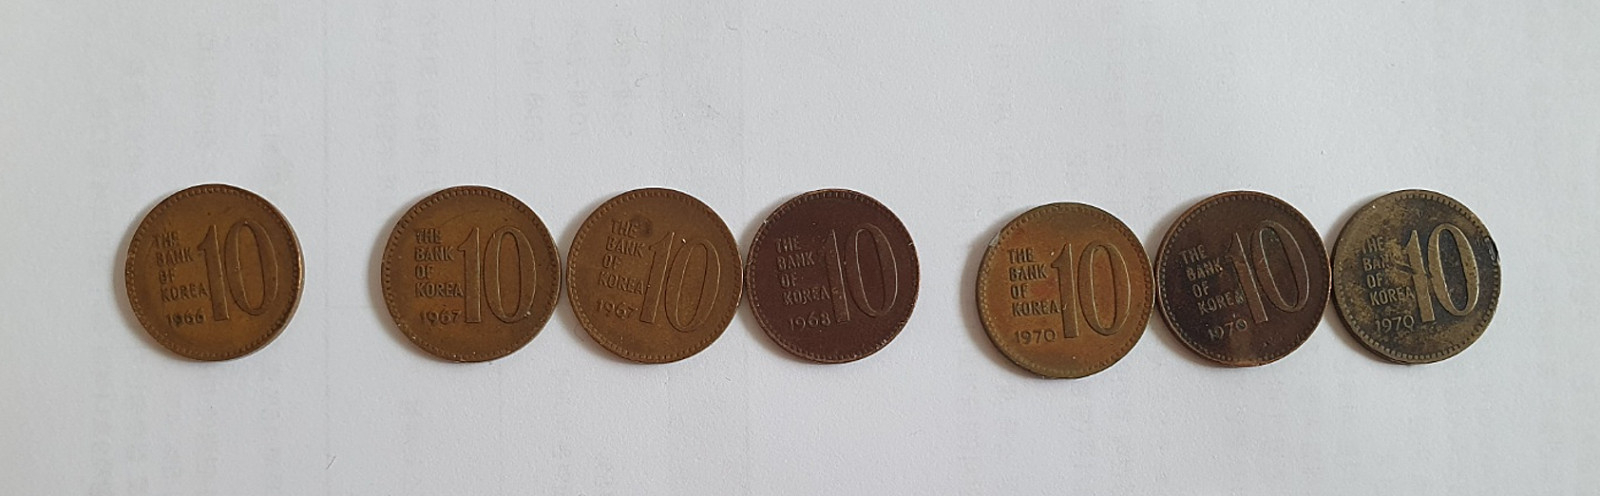 THE
BANK
OF
KOREA
1966
10
THE
BANK
OF
KOREA
1967
10
THE
BANK
OF
KOREA
1967
10
THE
BANK
OF
KOREA
1968
10
THE
BANK
OF
KOREA
1970
10
THE
BANK
OF
KOREA
1970
10
THE
BANK
OF
KOREA
1970
10